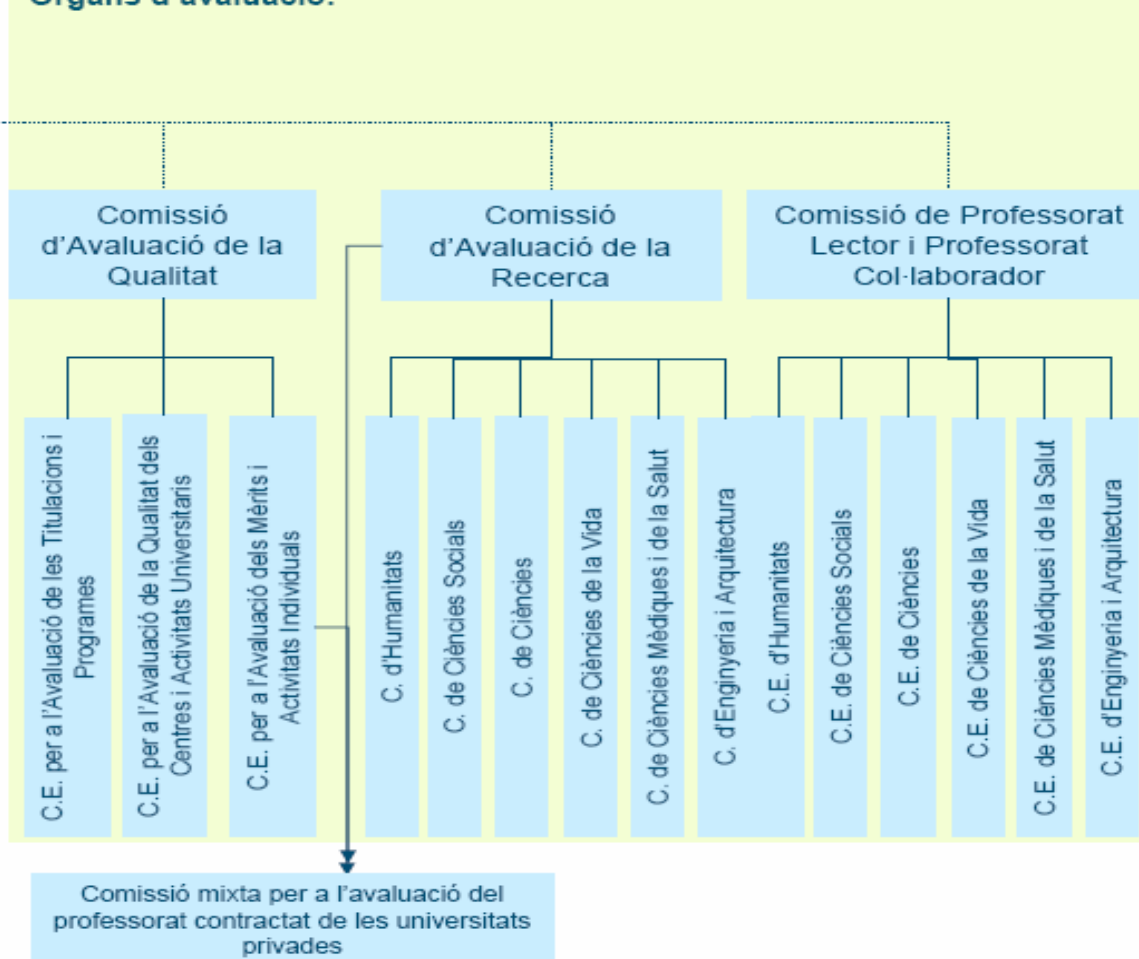 Òrgans d'avaluació:
Comissió
d'Avaluació de la
Qualitat
Comissió
d'Avaluació de la
Recerca
Comissió de Professorat
Lector i Professorat
Col·laborador
C.E. per a l'Avaluació de les Titulacions i
Programes
C.E. per a l'Avaluació de la Qualitat dels
Centres i Activitats Universitaris
C.E. per a l'Avaluació dels Mèrits i
Activitats Individuals
C. d'Humanitats
C. de Ciències Socials
C. de Ciències
C. de Ciències de la Vida
C. de Ciències Mèdiques i de la Salut
C. d'Enginyeria i Arquitectura
C.E. d'Humanitats
C.E. de Ciències Socials
C.E. de Ciències
C.E. de Ciències de la Vida
C.E. de Ciències Mèdiques i de la Salut
C.E. d'Enginyeria i Arquitectura
Comissió mixta per a l'avaluació del
professorat contractat de les universitats
privades